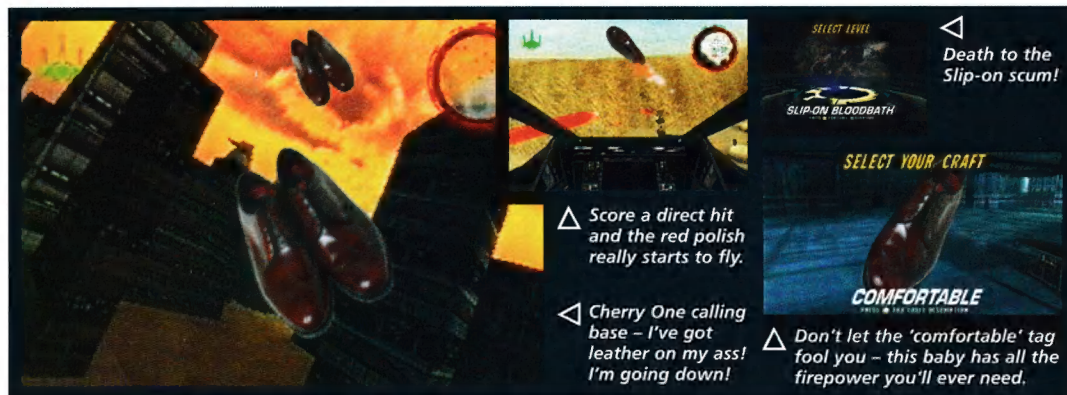 SELECT LEVEL
SLIP-ON BLOODBATH
Death to the
Slip-on scum!
Score a direct hit
and the red polish
really starts to fly.
Cherry One calling
base – I've got
leather on my ass!
I'm going down!
SELECT YOUR CRAFT
COMFORTABLE
Don't let the 'comfortable' tag
fool you – this baby has all the
firepower you'll ever need.